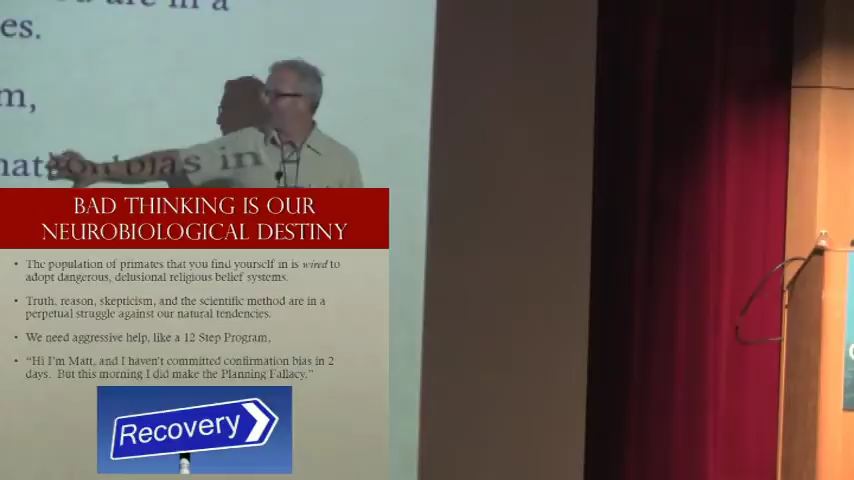 es.
m,
BAD THINKING IS OUR
NEUROBIOLOGICAL DESTINY
• The population of primates that you find yourself in is wired to
adopt dangerous, delusional religious belief systems.
• Truth, reason, skepticism, and the scientific method are in a
perpetual struggle against our natural tendencies.
• We need aggressive help, like a 12 Step Program,
• “Hi I’m Matt, and I haven’t committed confirmation bias in 2
days. But this morning I did make the Planning Fallacy.”
Recovery